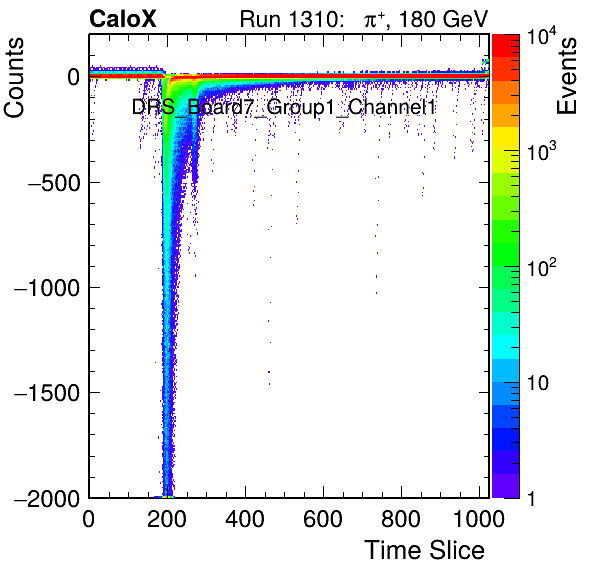 CaloX Run 1310: π⁺, 180 GeV
Counts
Events
0
−500
−1000
−1500
−2000
DRS_Board7_Group1_Channel1
10⁴
10³
10²
10
1
0 200 400 600 800 1000
Time Slice